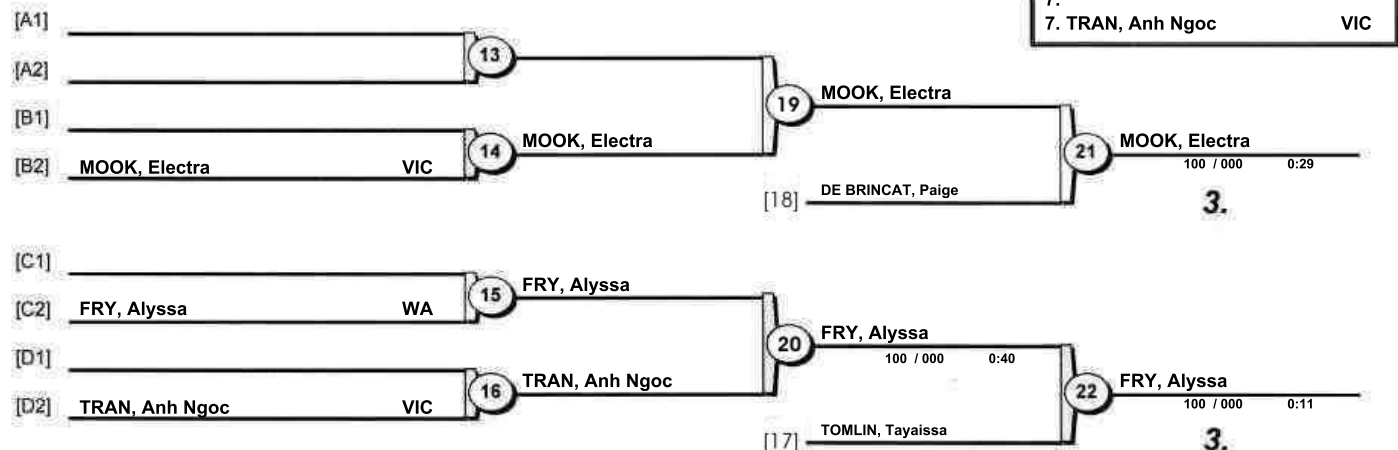 7.
7. TRAN, Anh Ngoc VIC
[A1]
13
[A2]
19 MOOK, Electra
[B1]
14 MOOK, Electra
[B2] MOOK, Electra VIC
21 MOOK, Electra
100 / 000 0:29
[18] DE BRINCAT, Paige
3.
[C1]
15 FRY, Alyssa
[C2] FRY, Alyssa WA
20 FRY, Alyssa
100 / 000 0:40
[D1]
16 TRAN, Anh Ngoc
[D2] TRAN, Anh Ngoc VIC
22 FRY, Alyssa
100 / 000 0:11
[17] TOMLIN, Tayaissa
3.